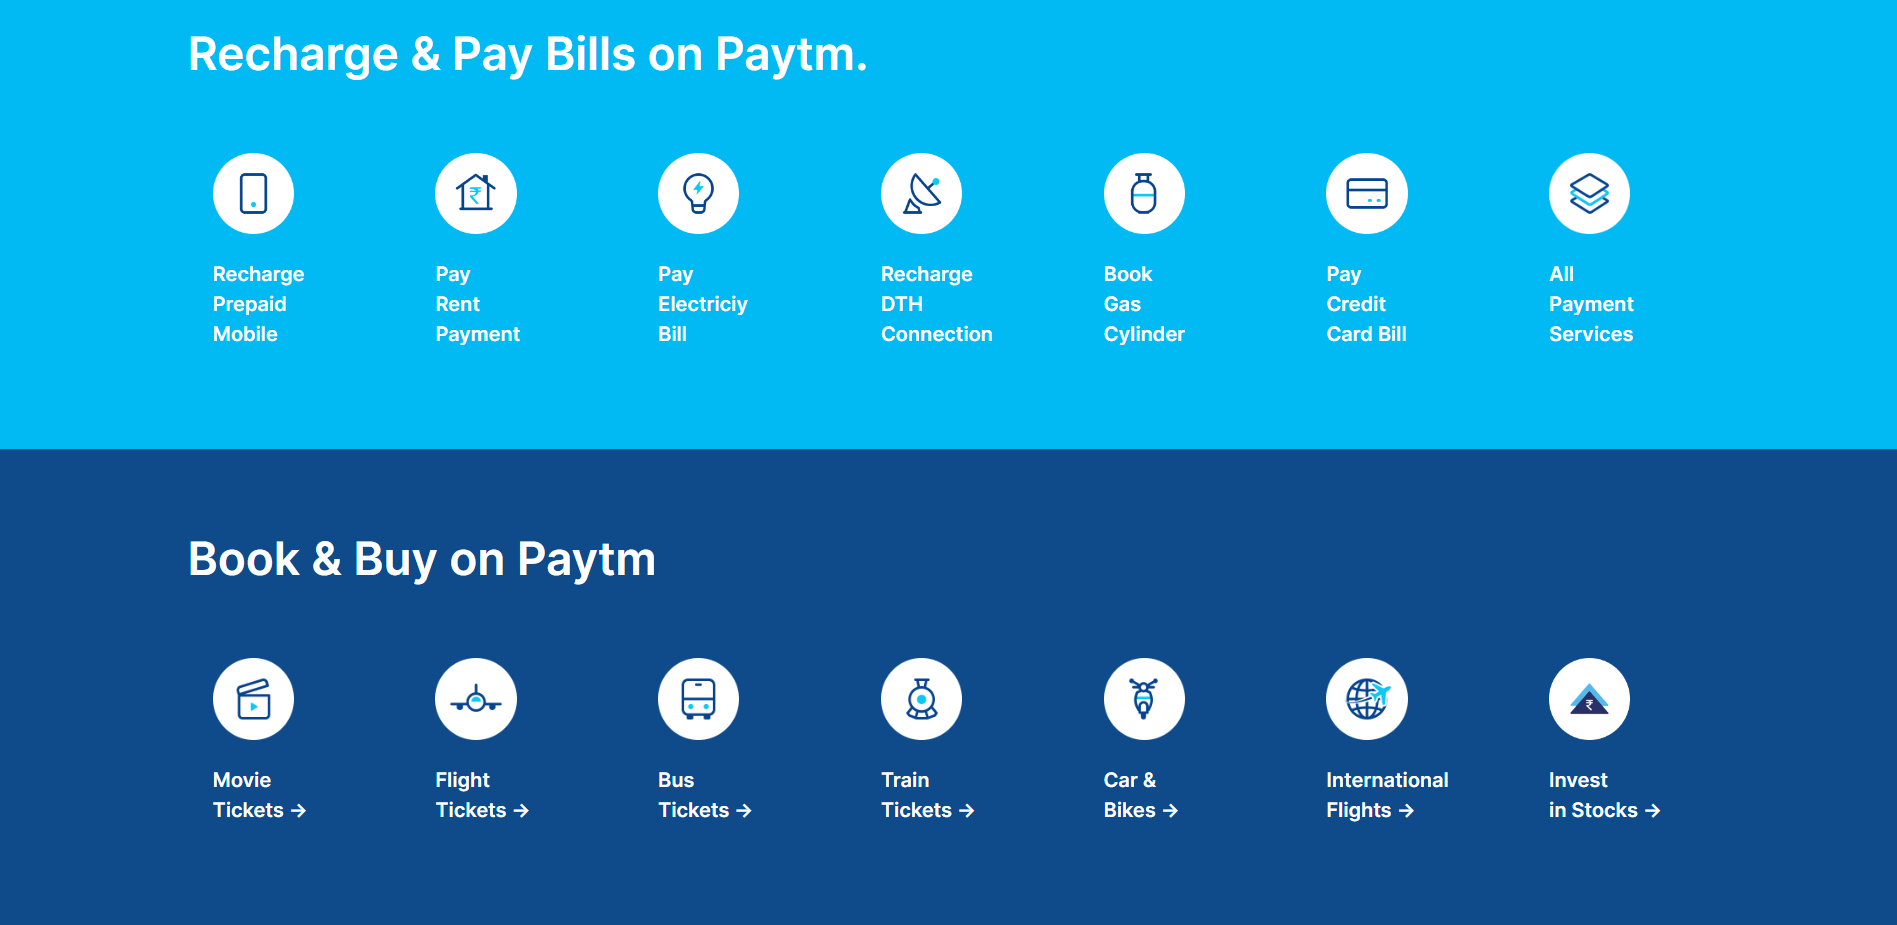 Recharge & Pay Bills on Paytm.
Recharge
Prepaid
Mobile
₹
Pay
Rent
Payment
Pay
Electriciy
Bill
Recharge
DTH
Connection
Book
Gas
Cylinder
Pay
Credit
Card Bill
All
Payment
Services
Book & Buy on Paytm
Movie
Tickets →
Flight
Tickets →
Bus
Tickets →
Train
Tickets →
Car &
Bikes →
International
Flights →
₹
Invest
in Stocks →